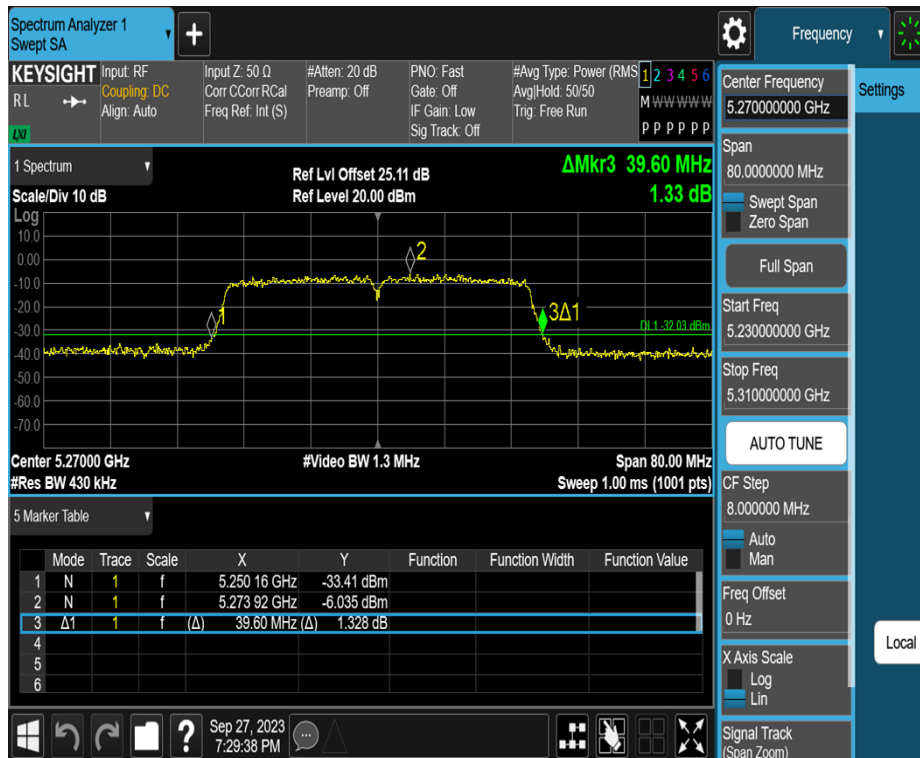 Spectrum Analyzer 1
Swept SA
Frequency
KEYSIGHT
RL
LXI
Input: RF
Coupling: DC
Align: Auto
Input Z: 50 Ω
Corr CCorr RCal
Freq Ref: Int (S)
#Atten: 20 dB
Preamp: Off
PNO: Fast
Gate: Off
IF Gain: Low
Sig Track: Off
#Avg Type: Power (RMS
Avg|Hold: 50/50
Trig: Free Run
1 2 3 4 5 6
M W W W W W
P P P P P P
1 Spectrum
Scale/Div 10 dB
Ref Lvl Offset 25.11 dB
Ref Level 20.00 dBm
ΔMkr3 39.60 MHz
1.33 dB
Log
10.0
0.00
-10.0
-20.0
-30.0
-40.0
-50.0
-60.0
-70.0
1
2
3Δ1
DL1 -32.03 dBm
Center 5.27000 GHz
#Res BW 430 kHz
#Video BW 1.3 MHz
Span 80.00 MHz
Sweep 1.00 ms (1001 pts)
5 Marker Table
Mode Trace Scale X Y Function Function Width Function Value
1 N 1 f 5.250 16 GHz -33.41 dBm
2 N 1 f 5.273 92 GHz -6.035 dBm
3 Δ1 1 f (Δ) 39.60 MHz (Δ) 1.328 dB
4
5
6
?
Sep 27, 2023
7:29:38 PM
Center Frequency
5.270000000 GHz
Span
80.0000000 MHz
Swept Span
Zero Span
Full Span
Start Freq
5.230000000 GHz
Stop Freq
5.310000000 GHz
AUTO TUNE
CF Step
8.000000 MHz
Auto
Man
Freq Offset
0 Hz
X Axis Scale
Log
Lin
Signal Track
(Span Zoom)
Settings
Local